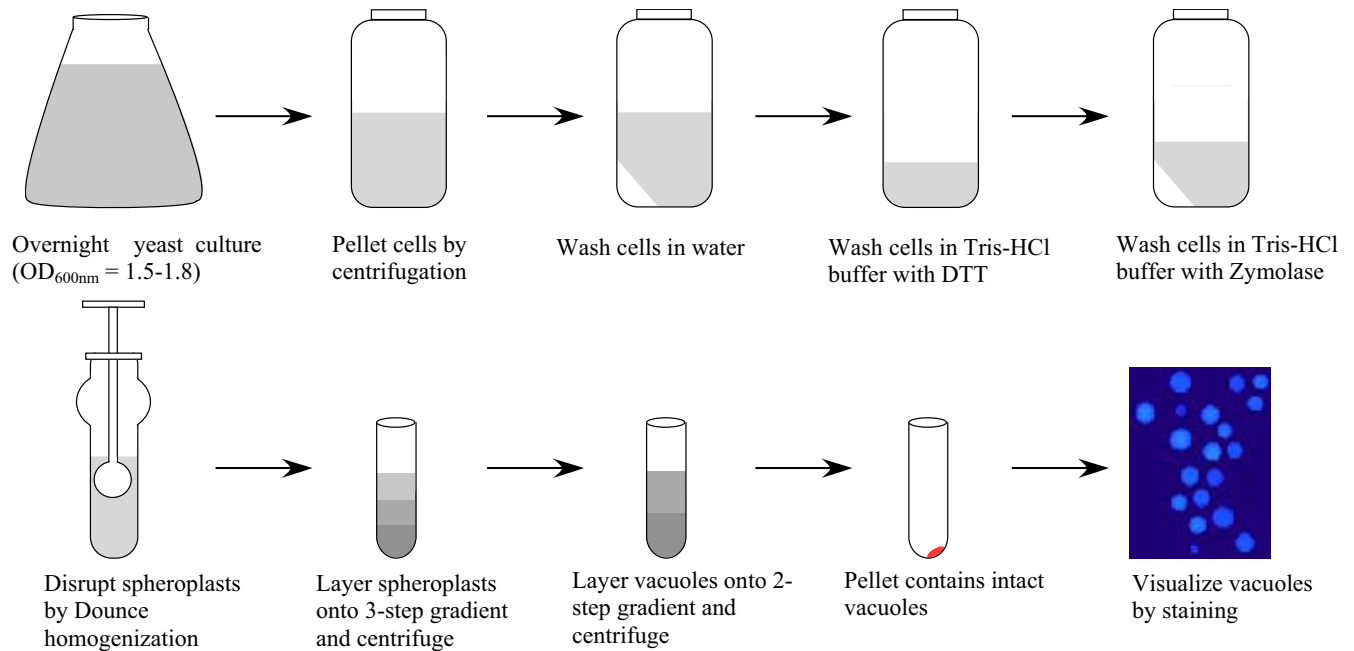 Overnight yeast culture
(OD600nm = 1.5-1.8)
Pellet cells by
centrifugation
Wash cells in water
Wash cells in Tris-HCl
buffer with DTT
Wash cells in Tris-HCl
buffer with Zymolase
Disrupt spheroplasts
by Dounce
homogenization
Layer spheroplasts
onto 3-step gradient
and centrifuge
Layer vacuoles onto 2-
step gradient and
centrifuge
Pellet contains intact
vacuoles
Visualize vacuoles
by staining